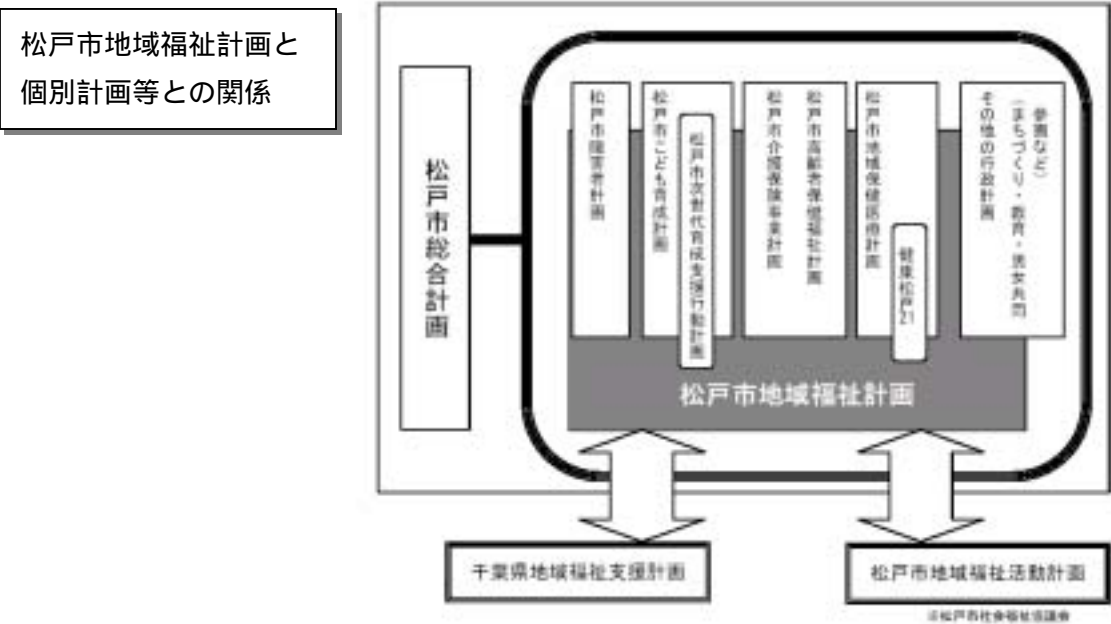 松戸市地域福祉計画と
個別計画等との関係
松戸市総合計画
松戸市障害者計画
松戸市こども育成計画
松戸市次世代育成支援行動計画
松戸市高齢者保健福祉計画
松戸市介護保険事業計画
松戸市地域保健医療計画
健康松戸21
その他の行政計画
（まちづくり・教育・男女共同
参画など）
松戸市地域福祉計画
千葉県地域福祉支援計画
松戸市地域福祉活動計画
※松戸市社会福祉協議会